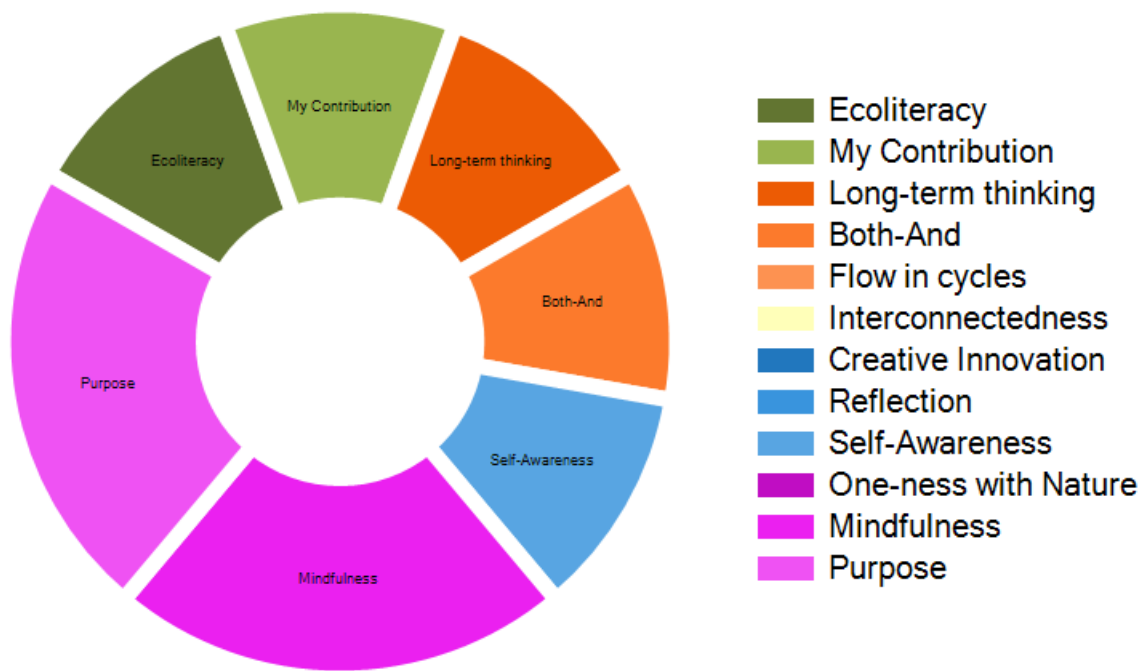 My Contribution
Ecoliteracy
Long-term thinking
Both-And
Purpose
Self-Awareness
Mindfulness
Ecoliteracy
My Contribution
Long-term thinking
Both-And
Flow in cycles
Interconnectedness
Creative Innovation
Reflection
Self-Awareness
One-ness with Nature
Mindfulness
Purpose